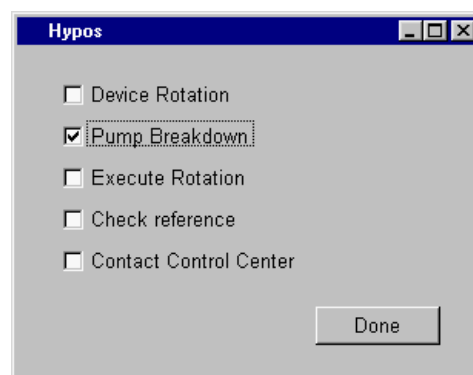 Hypos
Device Rotation
Pump Breakdown
Execute Rotation
Check reference
Contact Control Center
Done